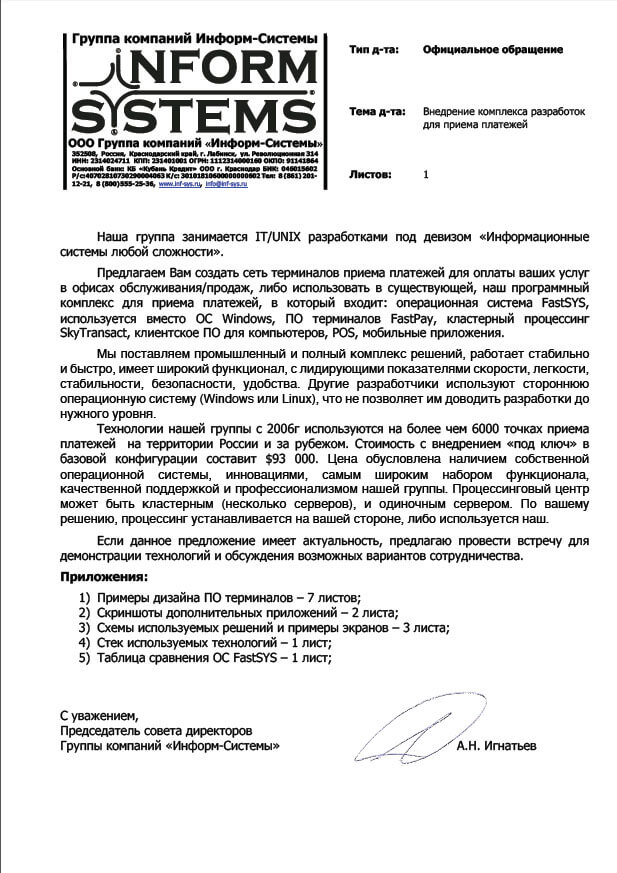 Группа компаний Информ-Системы
INFORM
SYSTEMS
ООО Группа компаний «Информ-Системы»
352508, Россия, Краснодарский край, г. Лабинск, ул. Революционная 314
ИНН: 2314024711 КПП: 231401001 ОГРН: 1112314000160 ОКПО: 91141864
Основной банк: КБ «Кубань Кредит» ООО г. Краснодар БИК: 046015602
Р/с:40702810730290004063 К/с: 30101810600000000602 Тел: 8 (861) 201-
12-21, 8 (800)555-25-36, www.inf-sys.ru, info@inf-sys.ru
Тип д-та: Официальное обращение
Тема д-та: Внедрение комплекса разработок
для приема платежей
Листов: 1
Наша группа занимается IT/UNIX разработками под девизом «Информационные
системы любой сложности».
Предлагаем Вам создать сеть терминалов приема платежей для оплаты ваших услуг
в офисах обслуживания/продаж, либо использовать в существующей, наш программный
комплекс для приема платежей, в который входит: операционная система FastSYS,
используется вместо ОС Windows, ПО терминалов FastPay, кластерный процессинг
SkyTransact, клиентское ПО для компьютеров, POS, мобильные приложения.
Мы поставляем промышленный и полный комплекс решений, работает стабильно
и быстро, имеет широкий функционал, с лидирующими показателями скорости, легкости,
стабильности, безопасности, удобства. Другие разработчики используют стороннюю
операционную систему (Windows или Linux), что не позволяет им доводить разработки до
нужного уровня.
Технологии нашей группы с 2006г используются на более чем 6000 точках приема
платежей на территории России и за рубежом. Стоимость с внедрением «под ключ» в
базовой конфигурации составит $93 000. Цена обусловлена наличием собственной
операционной системы, инновациями, самым широким набором функционала,
качественной поддержкой и профессионализмом нашей группы. Процессинговый центр
может быть кластерным (несколько серверов), и одиночным сервером. По вашему
решению, процессинг устанавливается на вашей стороне, либо используется наш.
Если данное предложение имеет актуальность, предлагаю провести встречу для
демонстрации технологий и обсуждения возможных вариантов сотрудничества.
Приложения:
1) Примеры дизайна ПО терминалов – 7 листов;
2) Скриншоты дополнительных приложений – 2 листа;
3) Схемы используемых решений и примеры экранов – 3 листа;
4) Стек используемых технологий – 1 лист;
5) Таблица сравнения ОС FastSYS – 1 лист;
С уважением,
Председатель совета директоров
Группы компаний «Информ-Системы» А.Н. Игнатьев